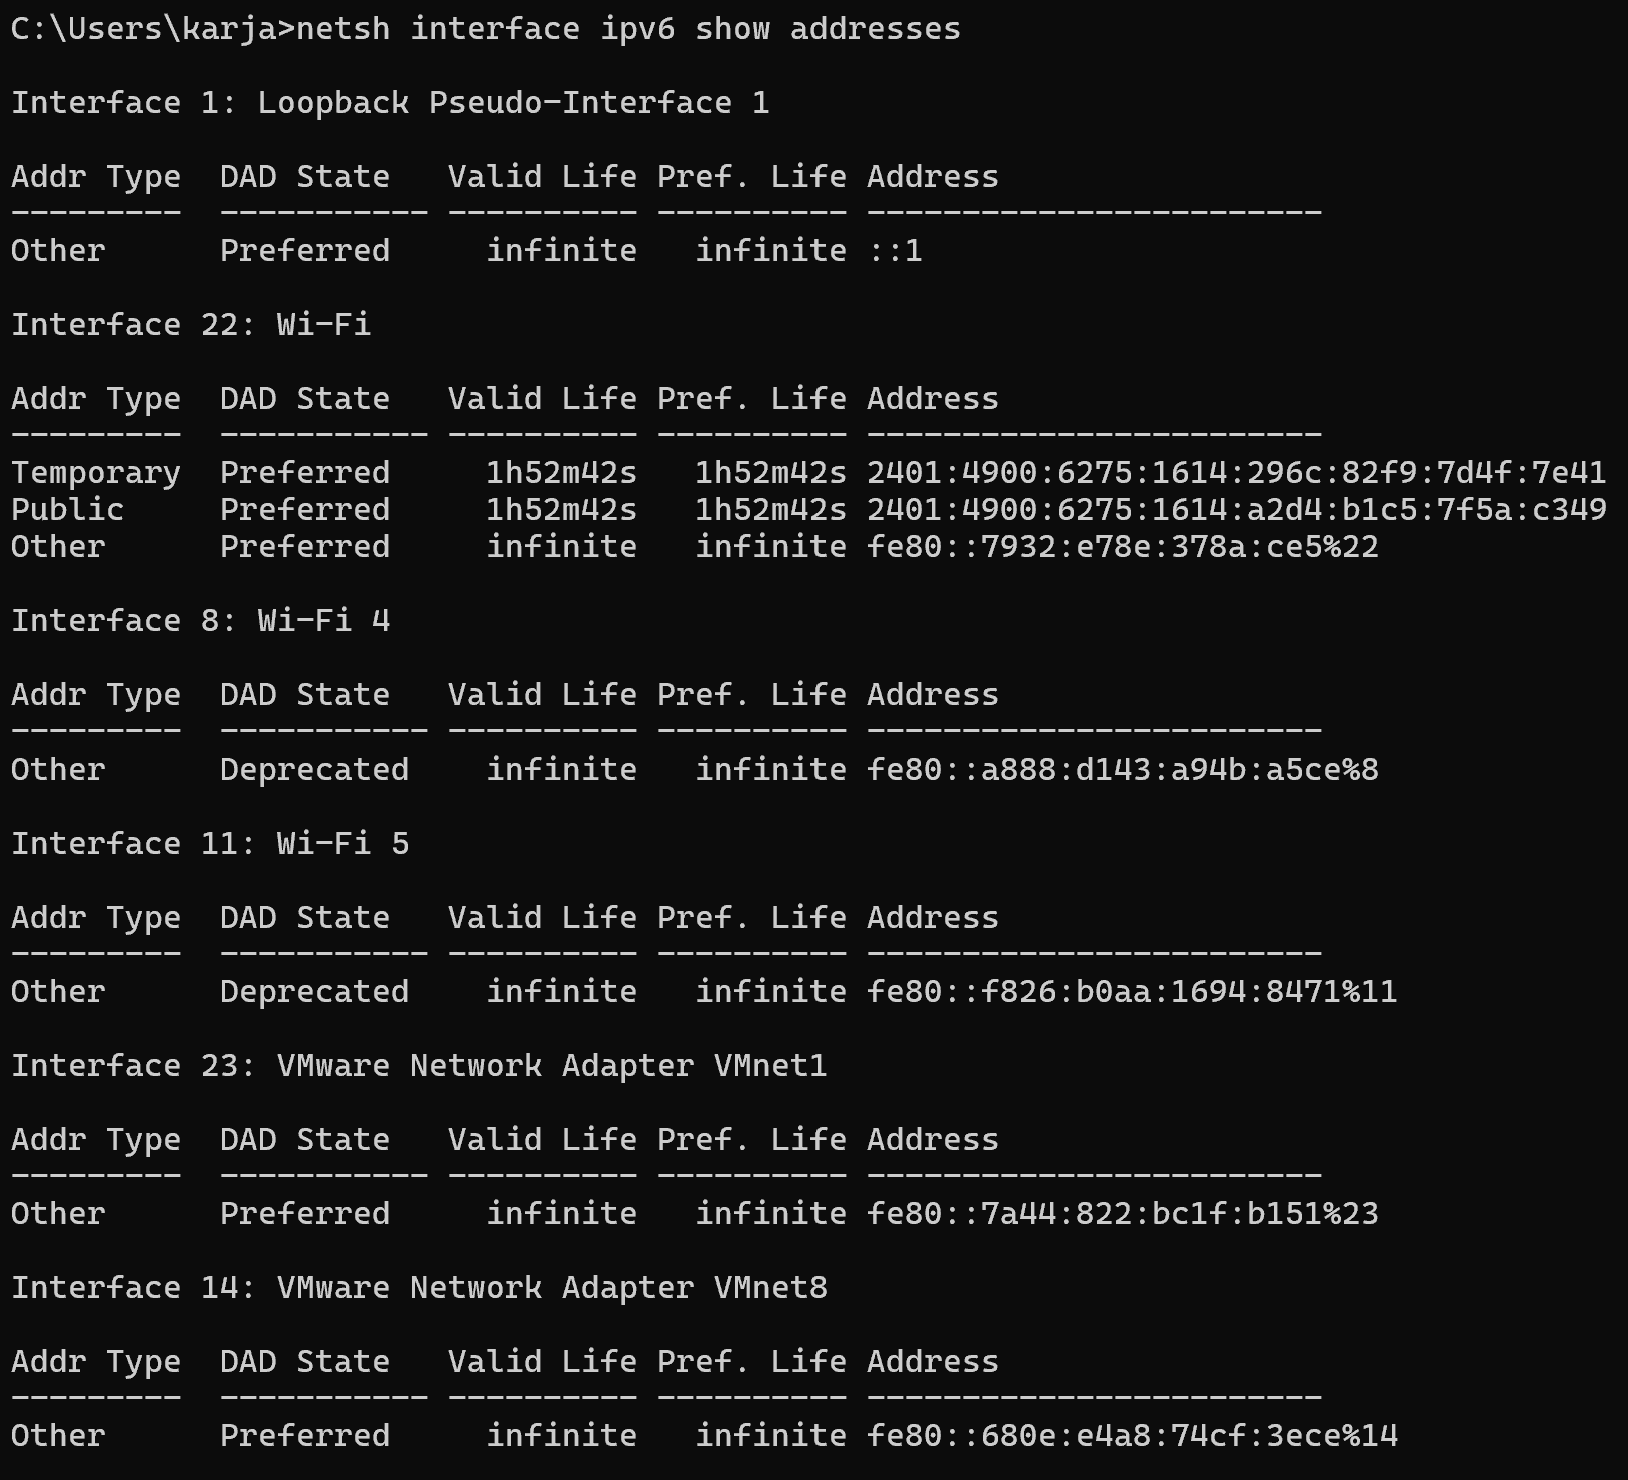 C:\Users\karja>netsh interface ipv6 show addresses

Interface 1: Loopback Pseudo-Interface 1

Addr Type  DAD State   Valid Life Pref. Life Address
---------  ----------- ---------- ---------- ------------------------
Other      Preferred     infinite   infinite ::1

Interface 22: Wi-Fi

Addr Type  DAD State   Valid Life Pref. Life Address
---------  ----------- ---------- ---------- ------------------------
Temporary  Preferred     1h52m42s   1h52m42s 2401:4900:6275:1614:296c:82f9:7d4f:7e41
Public     Preferred     1h52m42s   1h52m42s 2401:4900:6275:1614:a2d4:b1c5:7f5a:c349
Other      Preferred     infinite   infinite fe80::7932:e78e:378a:ce5%22

Interface 8: Wi-Fi 4

Addr Type  DAD State   Valid Life Pref. Life Address
---------  ----------- ---------- ---------- ------------------------
Other      Deprecated    infinite   infinite fe80::a888:d143:a94b:a5ce%8

Interface 11: Wi-Fi 5

Addr Type  DAD State   Valid Life Pref. Life Address
---------  ----------- ---------- ---------- ------------------------
Other      Deprecated    infinite   infinite fe80::f826:b0aa:1694:8471%11

Interface 23: VMware Network Adapter VMnet1

Addr Type  DAD State   Valid Life Pref. Life Address
---------  ----------- ---------- ---------- ------------------------
Other      Preferred     infinite   infinite fe80::7a44:822:bc1f:b151%23

Interface 14: VMware Network Adapter VMnet8

Addr Type  DAD State   Valid Life Pref. Life Address
---------  ----------- ---------- ---------- ------------------------
Other      Preferred     infinite   infinite fe80::680e:e4a8:74cf:3ece%14